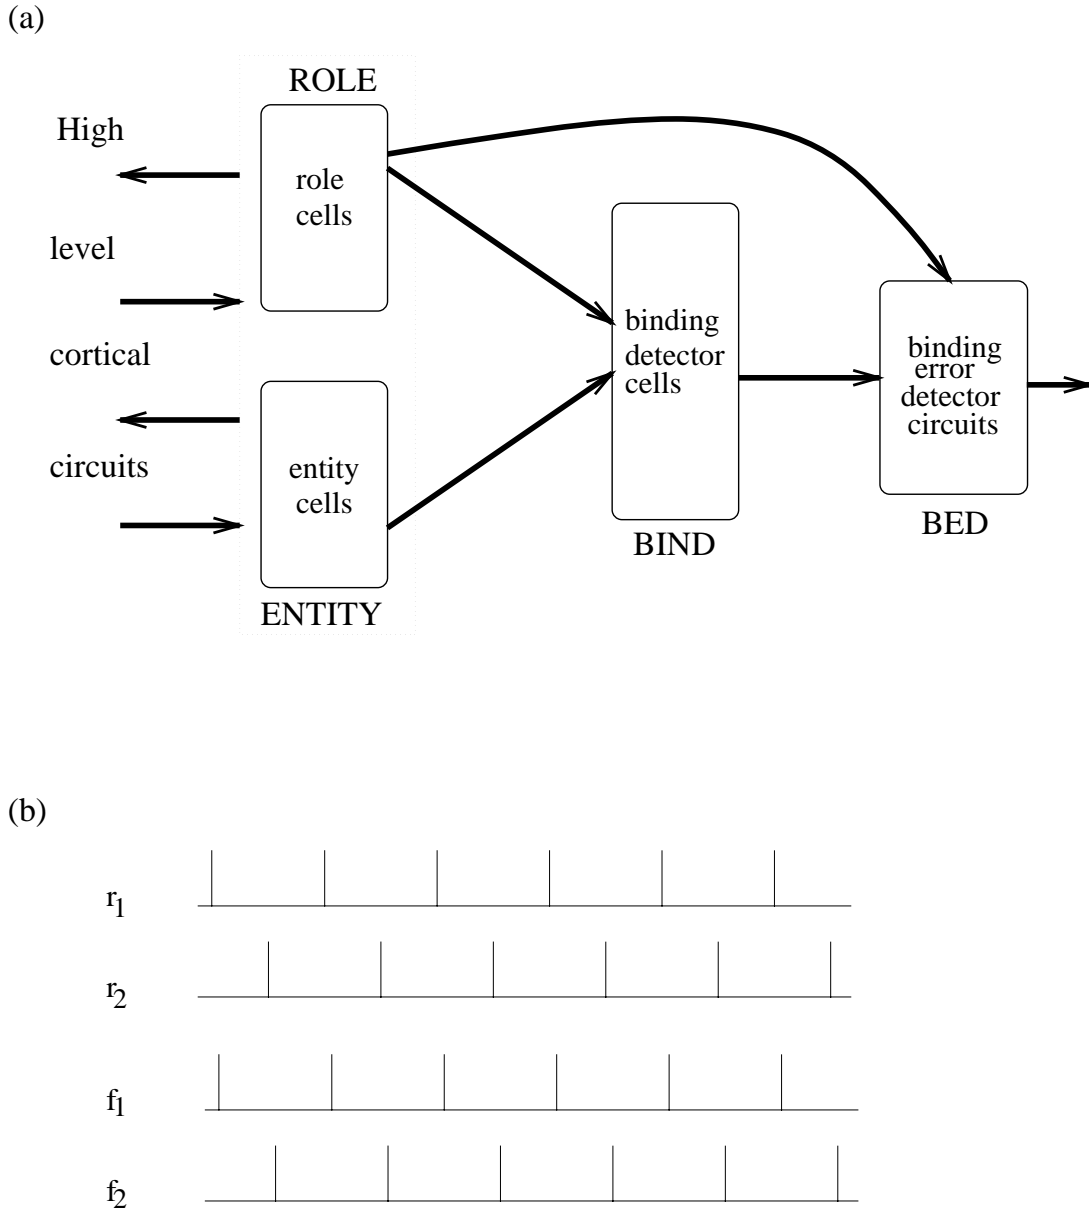 (a)
ROLE
High
role
cells
level
cortical
circuits
entity
cells
ENTITY
binding
detector
cells
BIND
binding
error
detector
circuits
BED
(b)
r1
r2
f1
f2